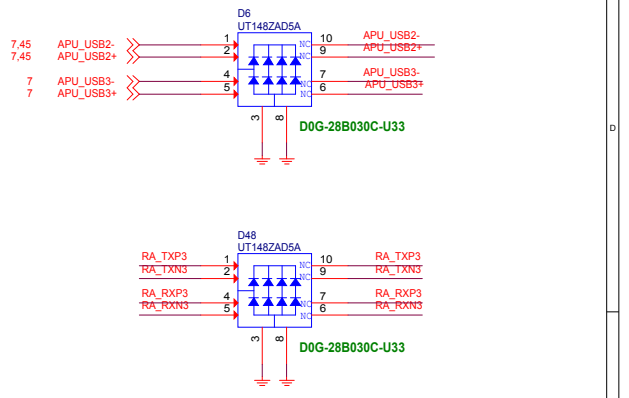 D6
UT148ZAD5A
7,45 APU_USB2- 1 NC 10 APU_USB2-
7,45 APU_USB2+ 2 NC 9 APU_USB2+
7 APU_USB3- 4 NC 7 APU_USB3-
7 APU_USB3+ 5 NC 6 APU_USB3+
3 8
D0G-28B030C-U33
D
D48
UT148ZAD5A
RA_TXP3 1 NC 10 RA_TXP3
RA_TXN3 2 NC 9 RA_TXN3
RA_RXP3 4 NC 7 RA_RXP3
RA_RXN3 5 NC 6 RA_RXN3
3 8
D0G-28B030C-U33